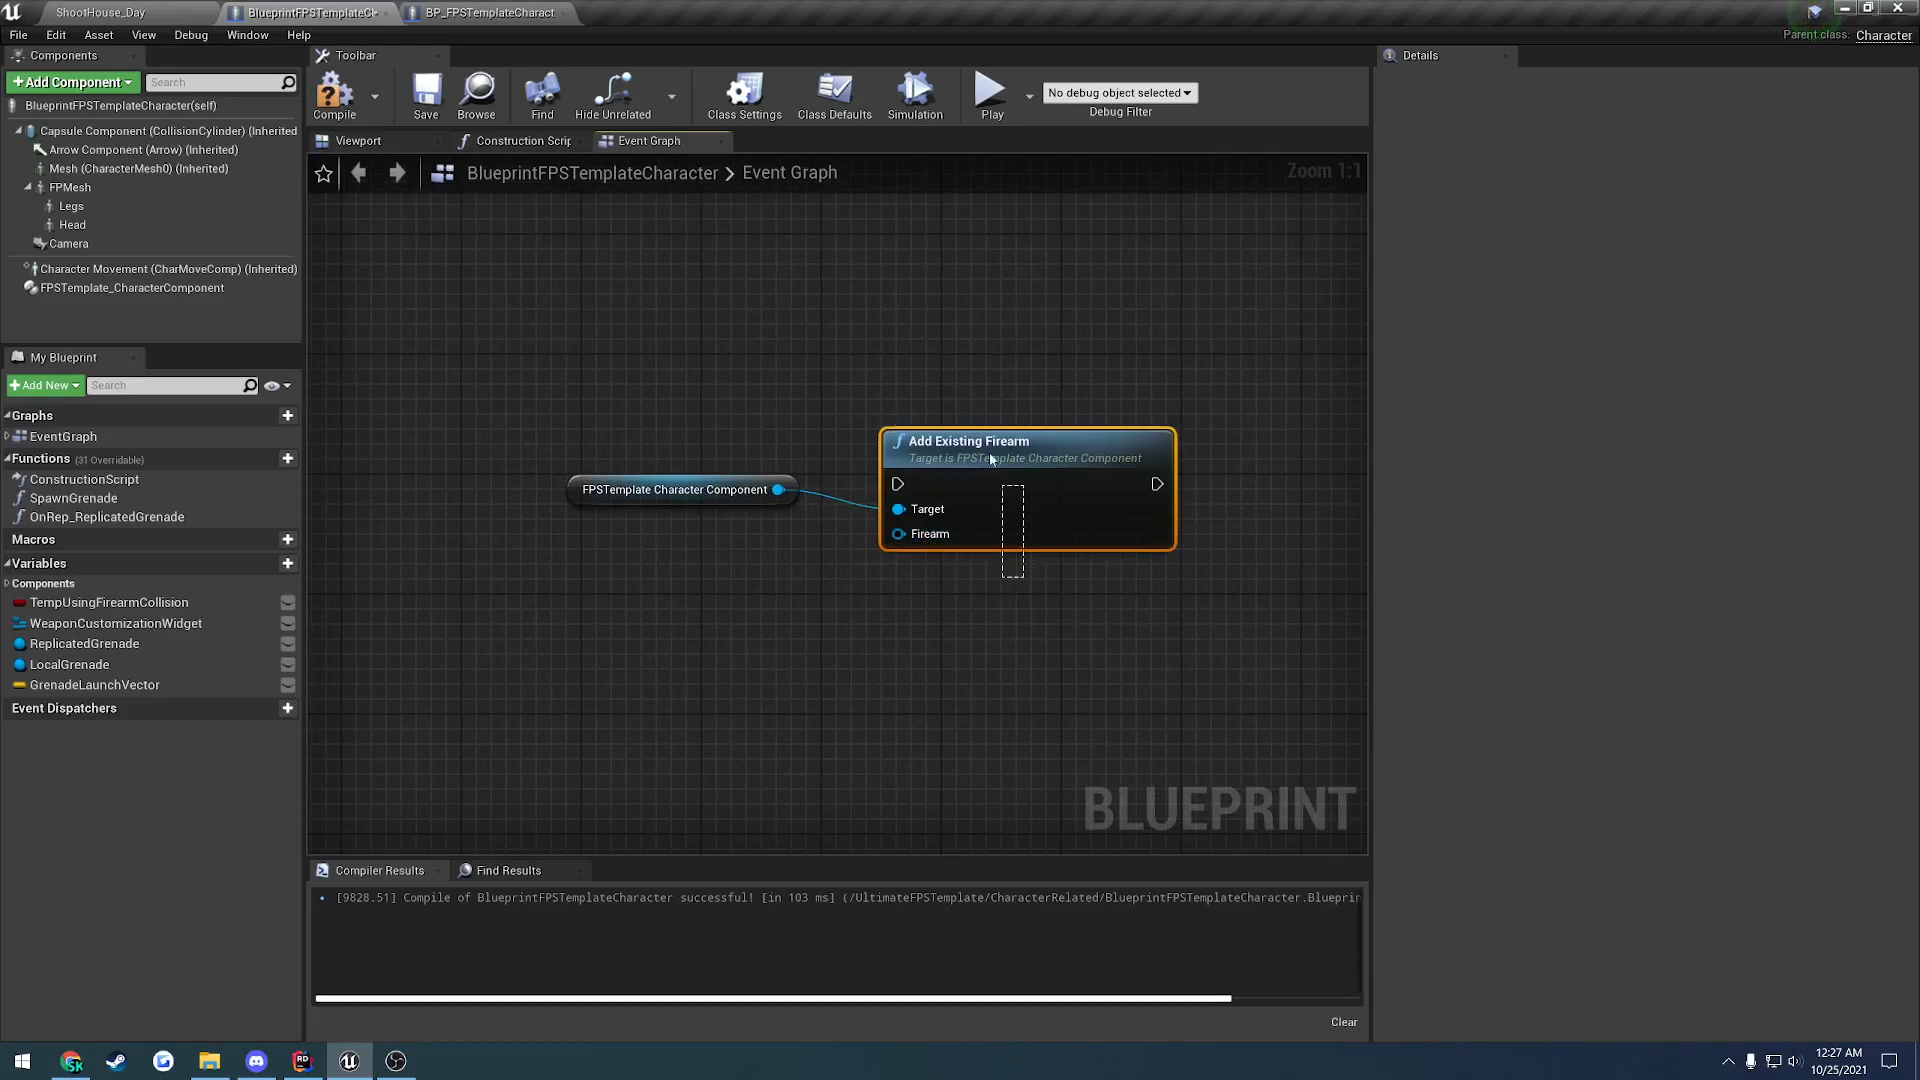 ShootHouse_Day
BlueprintFPSTemplateCl
BP_FPSTemplateCharact
File
Edit
Asset
View
Debug
Window
Help
Parent class: Character
Components
+Add Component
Search
BlueprintFPSTemplateCharacter(self)
Capsule Component (CollisionCylinder) (Inherited
Arrow Component (Arrow) (Inherited)
Mesh (CharacterMesh0) (Inherited)
FPMesh
Legs
Head
Camera
Character Movement (CharMoveComp) (Inherited)
FPSTemplate_CharacterComponent
My Blueprint
+Add New
Search
Graphs
EventGraph
Functions (31 Overridable)
ConstructionScript
SpawnGrenade
OnRep_ReplicatedGrenade
Macros
Variables
Components
TempUsingFirearmCollision
WeaponCustomizationWidget
ReplicatedGrenade
LocalGrenade
GrenadeLaunchVector
Event Dispatchers
Toolbar
Compile
Save
Browse
Find
Hide Unrelated
Class Settings
Class Defaults
Simulation
Play
No debug object selected
Debug Filter
Viewport
Construction Scrip
Event Graph
BlueprintFPSTemplateCharacter > Event Graph
Zoom 1:1
FPSTemplate Character Component
Add Existing Firearm
Target is FPSTemplate Character Component
Target
Firearm
BLUEPRINT
Compiler Results
Find Results
[9828.51] Compile of BlueprintFPSTemplateCharacter successful! [in 103 ms] (/UltimateFPSTemplate/CharacterRelated/BlueprintFPSTemplateCharacter.Blueprin
Clear
Details
12:27 AM
10/25/2021